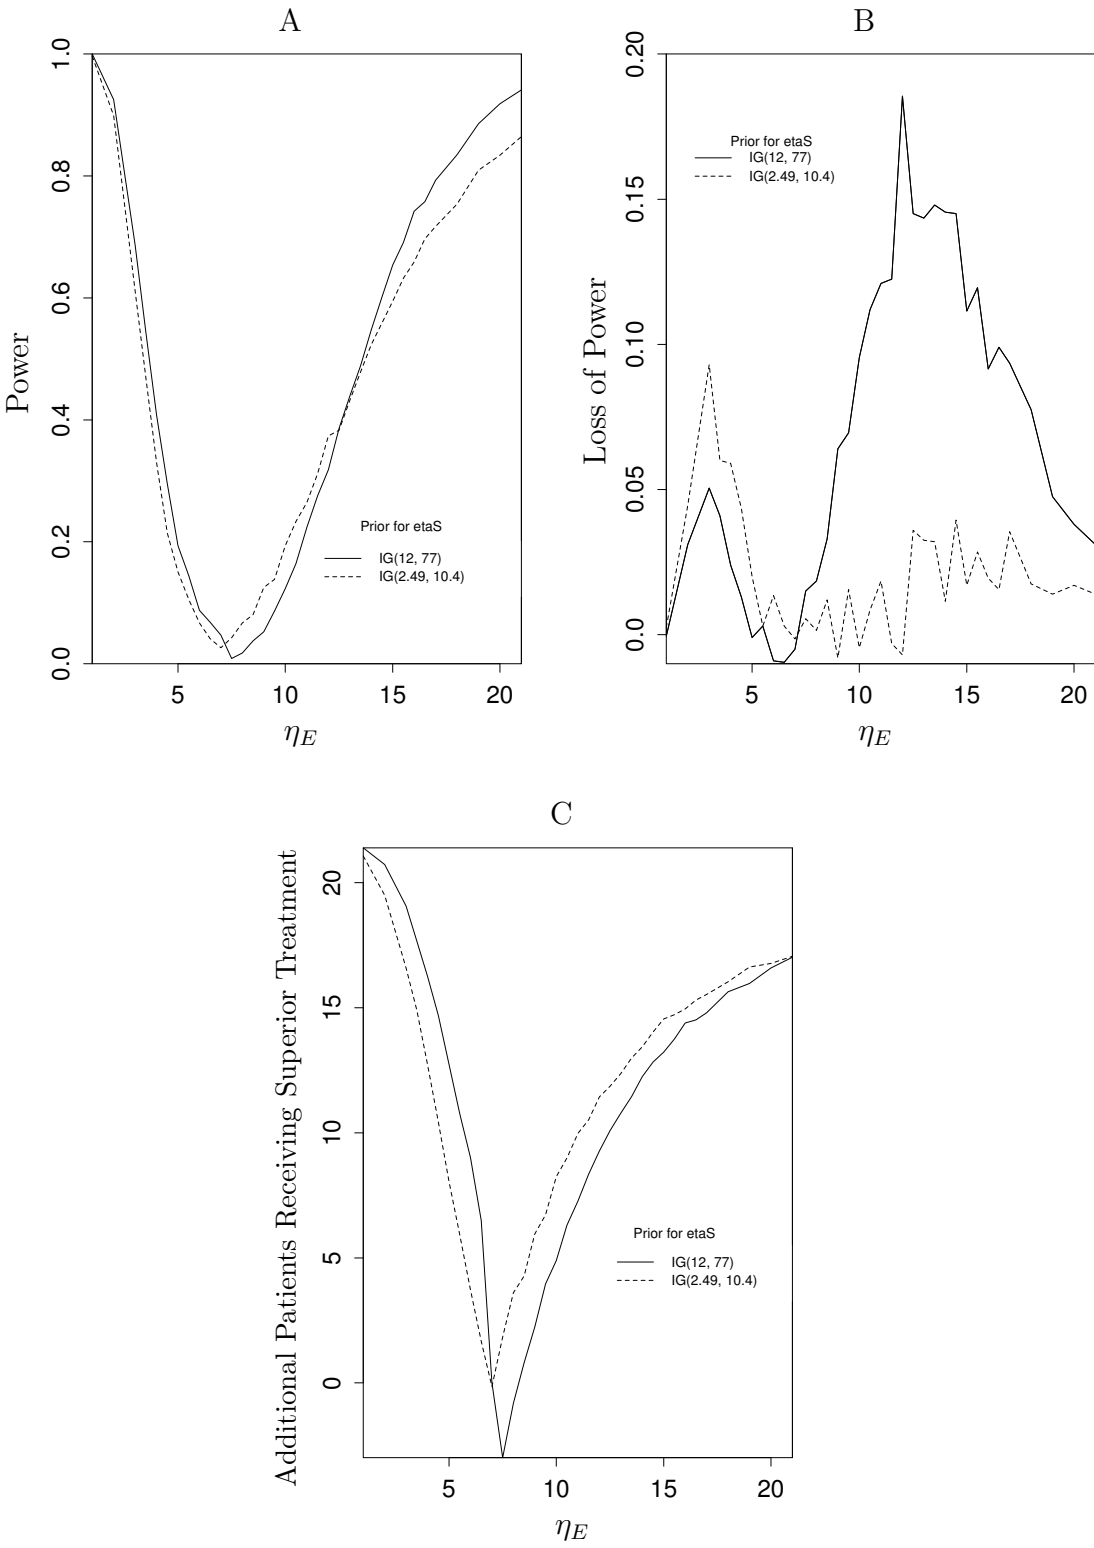 A
Power
1.0
0.8
0.6
0.4
0.2
0.0
Prior for etaS
IG(12, 77)
IG(2.49, 10.4)
5 10 15 20
η_E
B
Loss of Power
0.20
0.15
0.10
0.05
0.0
Prior for etaS
IG(12, 77)
IG(2.49, 10.4)
5 10 15 20
η_E
C
Additional Patients Receiving Superior Treatment
20
15
10
5
0
Prior for etaS
IG(12, 77)
IG(2.49, 10.4)
5 10 15 20
η_E